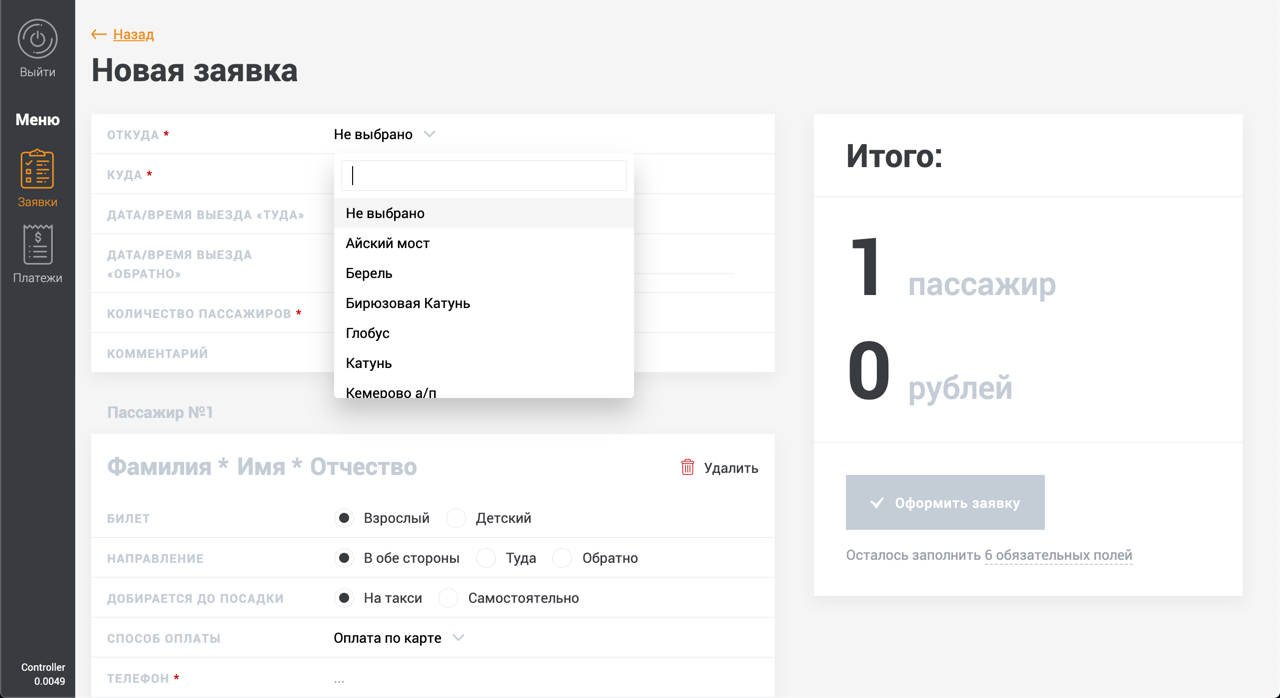 Выйти
Меню
Заявки
Платежи
Controller
0.0049
Назад
Новая заявка
ОТКУДА *
Не выбрано
КУДА *
ДАТА/ВРЕМЯ ВЫЕЗДА «ТУДА»
ДАТА/ВРЕМЯ ВЫЕЗДА
«ОБРАТНО»
КОЛИЧЕСТВО ПАССАЖИРОВ *
КОММЕНТАРИЙ
Не выбрано
Айский мост
Берель
Бирюзовая Катунь
Глобус
Катунь
Кемерово а/п
Пассажир №1
Фамилия * Имя * Отчество
Удалить
БИЛЕТ
Взрослый Детский
НАПРАВЛЕНИЕ
В обе стороны Туда Обратно
ДОБИРАЕТСЯ ДО ПОСАДКИ
На такси Самостоятельно
СПОСОБ ОПЛАТЫ
Оплата по карте
ТЕЛЕФОН *
...
Итого:
1 пассажир
0 рублей
Оформить заявку
Осталось заполнить 6 обязательных полей